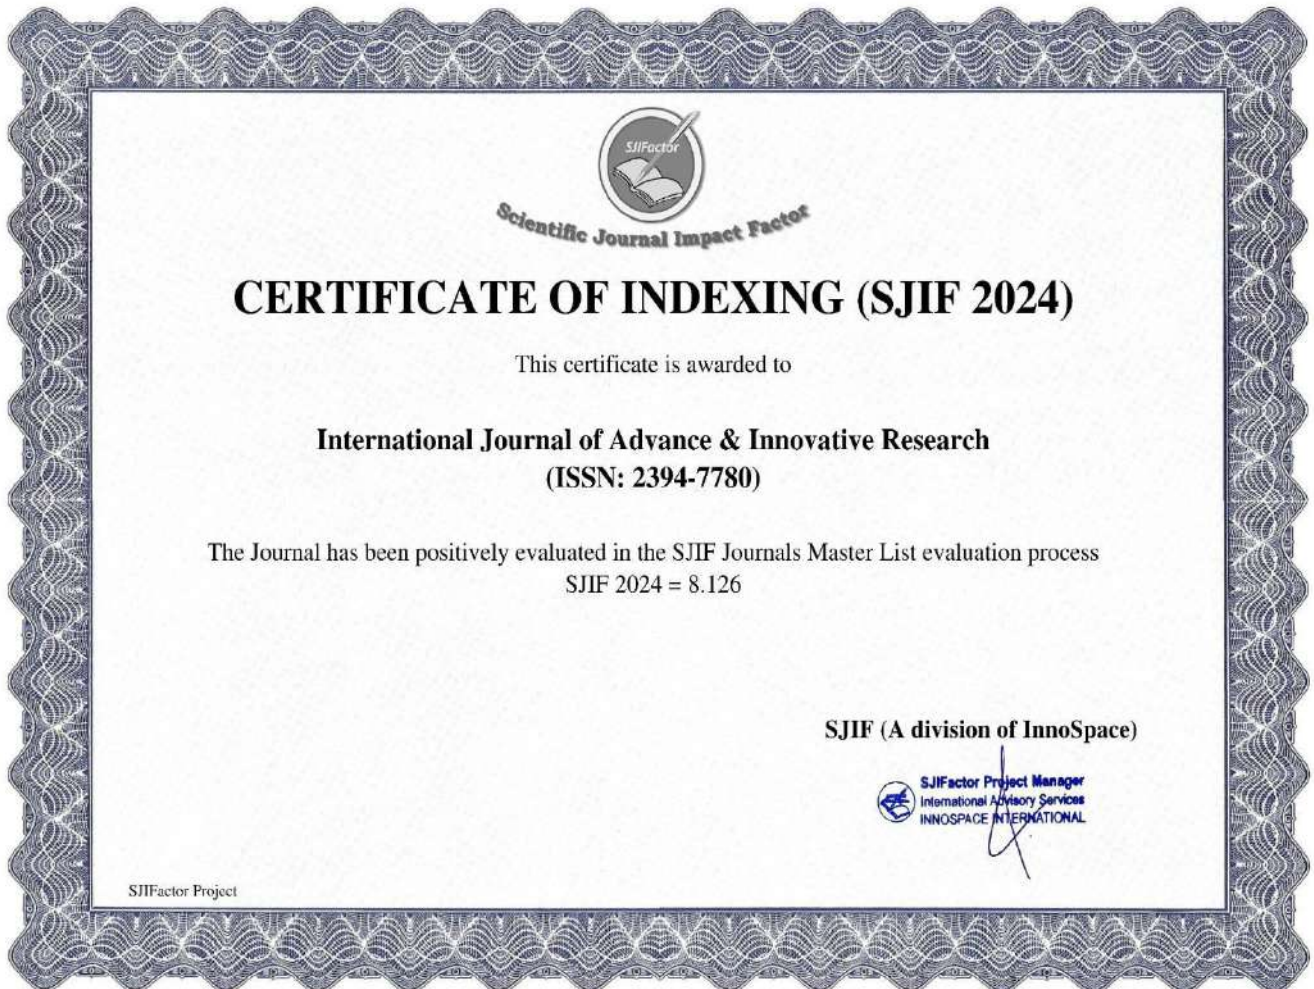 SJIFactor
Scientific Journal Impact Factor
CERTIFICATE OF INDEXING (SJIF 2024)
This certificate is awarded to
International Journal of Advance & Innovative Research
(ISSN: 2394-7780)
The Journal has been positively evaluated in the SJIF Journals Master List evaluation process
SJIF 2024 = 8.126
SJIF (A division of InnoSpace)
SJIFactor Project Manager
International Advisory Services
INNOSPACE INTERNATIONAL
SJIFactor Project